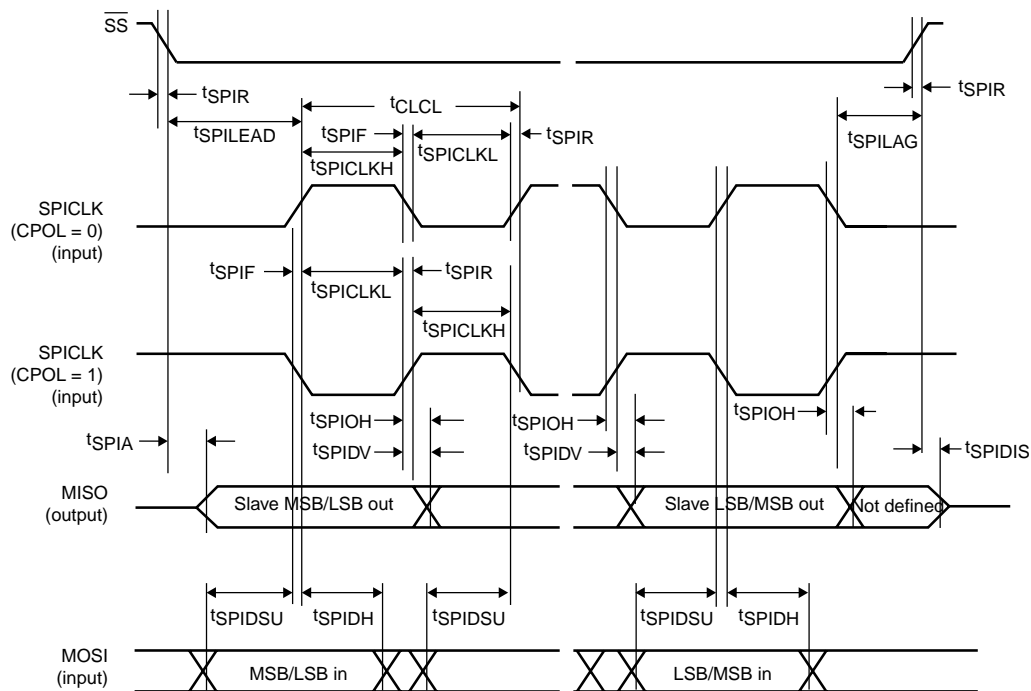 SS
tSPIR
tCLCL
tSPIR
tSPILEAD
tSPIF
tSPICLKL
tSPIR
tSPILAG
tSPICLKH
SPICLK
(CPOL = 0)
(input)
tSPIF
tSPICLKL
tSPIR
tSPICLKH
SPICLK
(CPOL = 1)
(input)
tSPIOH
tSPIOH
tSPIOH
tSPIA
tSPIDV
tSPIDV
tSPIDIS
MISO
(output)
Slave MSB/LSB out
Slave LSB/MSB out
Not defined
tSPIDSU
tSPIDH
tSPIDSU
tSPIDSU
tSPIDH
MOSI
(input)
MSB/LSB in
LSB/MSB in